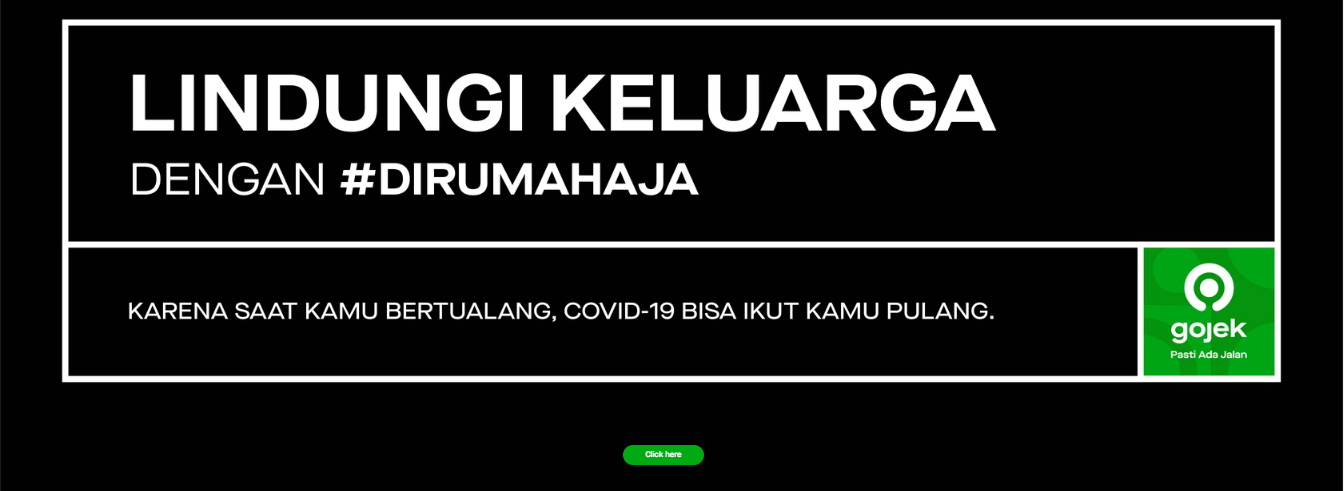 LINDUNGI KELUARGA
DENGAN #DIRUMAHAJA
KARENA SAAT KAMU BERTUALANG, COVID-19 BISA IKUT KAMU PULANG.
gojek
Pasti Ada Jalan
Click here